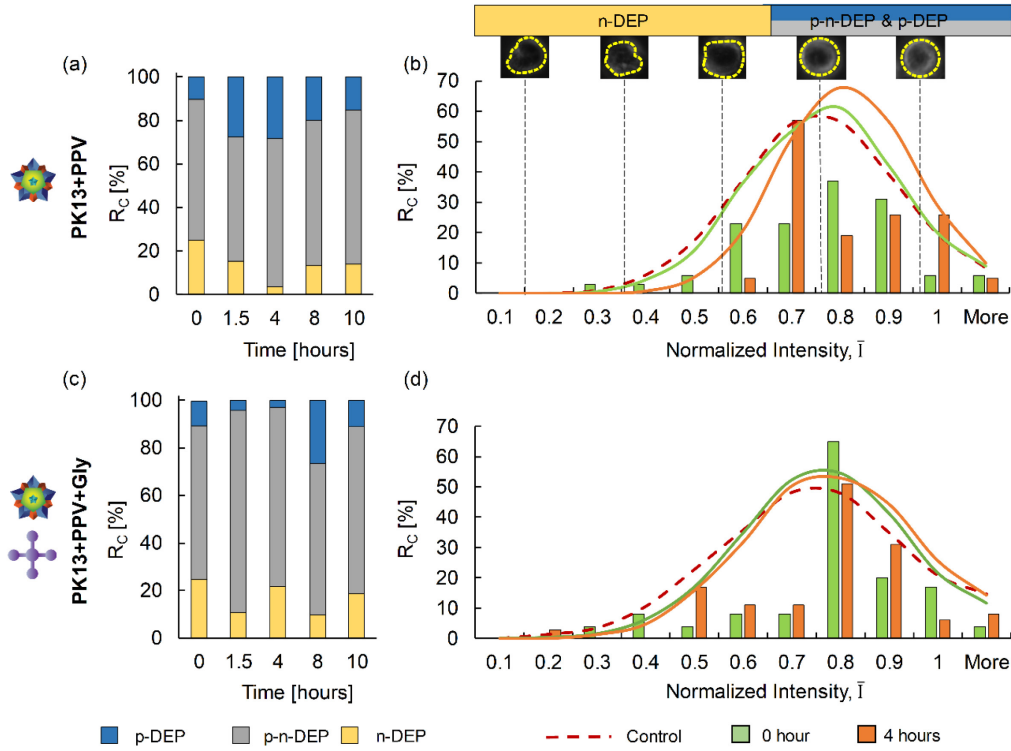 n-DEP
p-n-DEP & p-DEP
(a)
PK13+PPV
R_C [%]
100
80
60
40
20
0
0 1.5 4 8 10
Time [hours]
(b)
R_C [%]
70
60
50
40
30
20
10
0
0.1 0.2 0.3 0.4 0.5 0.6 0.7 0.8 0.9 1 More
Normalized Intensity, Ī
(c)
PK13+PPV+Gly
R_C [%]
100
80
60
40
20
0
0 1.5 4 8 10
Time [hours]
(d)
R_C [%]
70
60
50
40
30
20
10
0
0.1 0.2 0.3 0.4 0.5 0.6 0.7 0.8 0.9 1 More
Normalized Intensity, Ī
p-DEP p-n-DEP n-DEP
Control 0 hour 4 hours